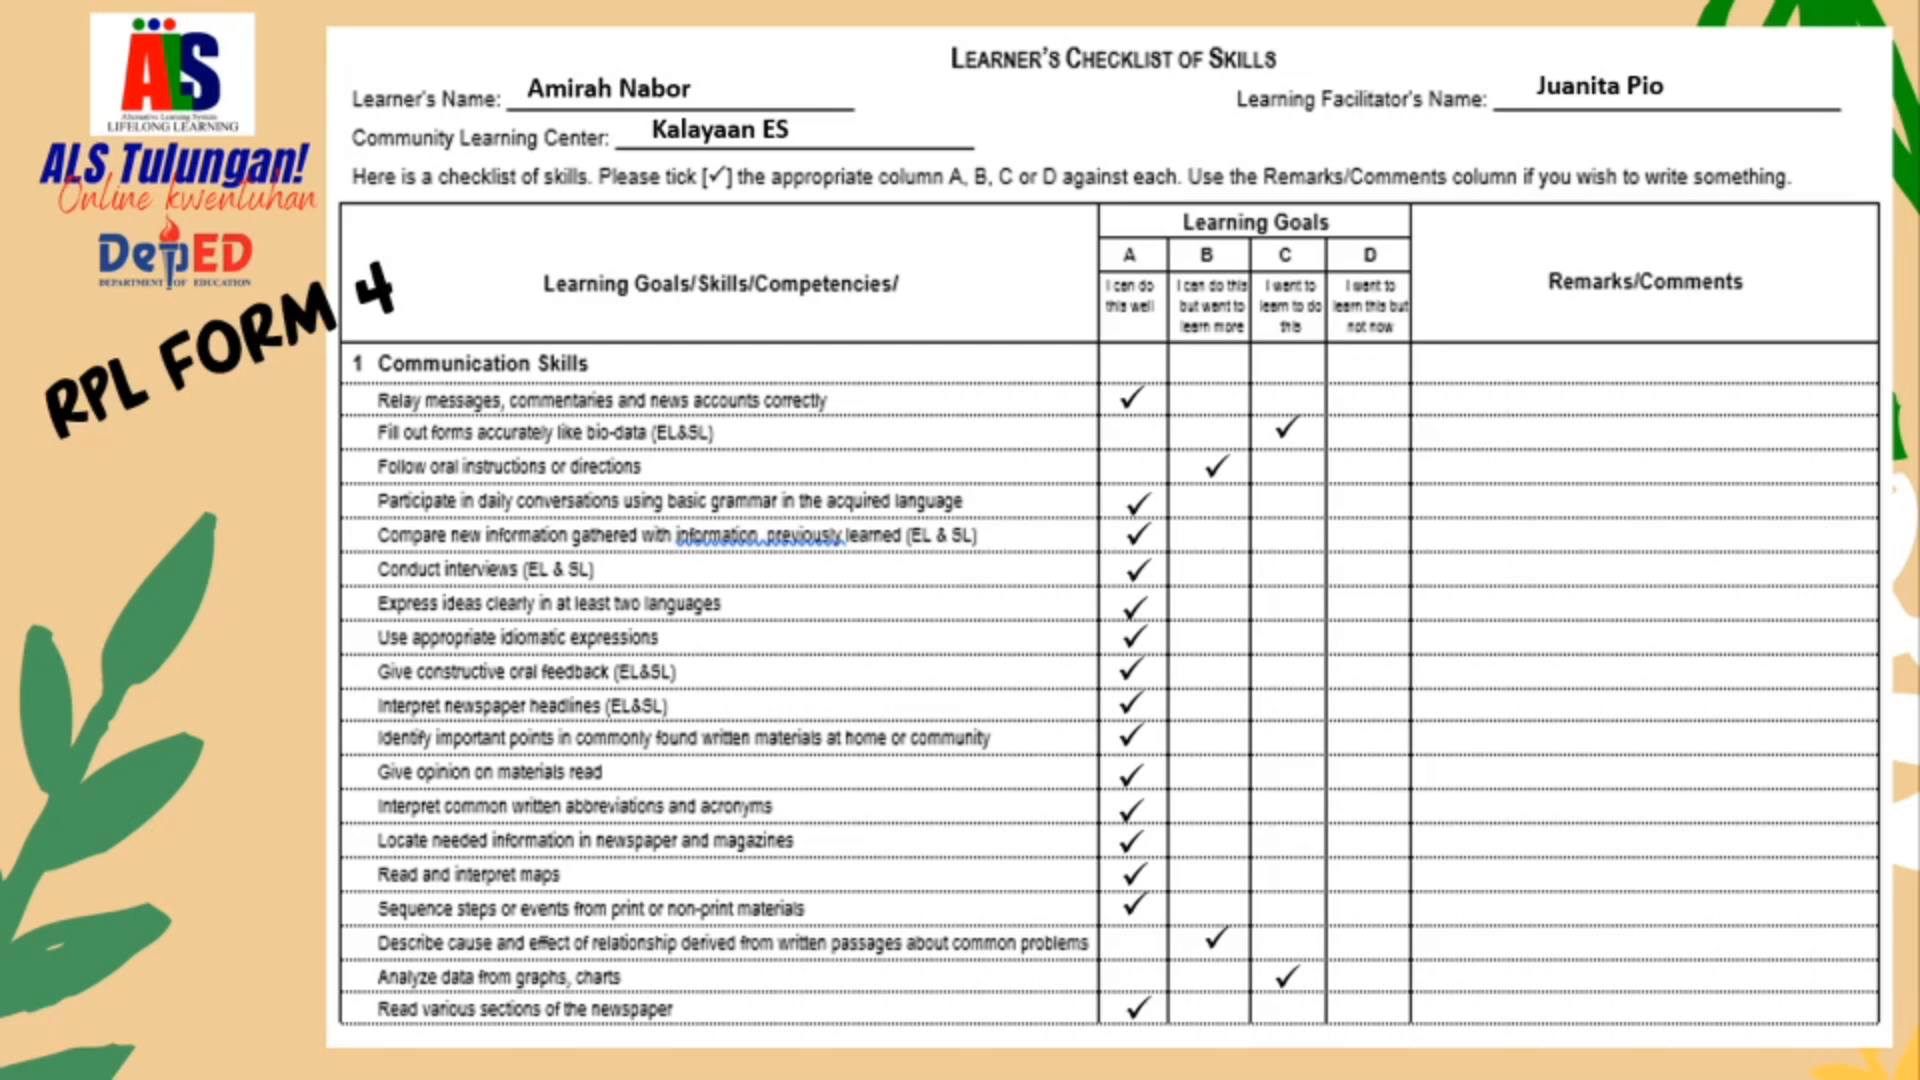 ALS
Alternative Learning System
LIFELONG LEARNING
ALS Tulungan!
Online kwentuhan
DepED
DEPARTMENT OF EDUCATION
RPL FORM 4
LEARNER'S CHECKLIST OF SKILLS
Learner's Name: Amirah Nabor Learning Facilitator's Name: Juanita Pio
Community Learning Center: Kalayaan ES
Here is a checklist of skills. Please tick [✓] the appropriate column A, B, C or D against each. Use the Remarks/Comments column if you wish to write something.
Learning Goals/Skills/Competencies/
Learning Goals
A B C D
I can do this well
I can do this but want to learn more
I want to learn to do this
I want to learn this but not now
Remarks/Comments
1 Communication Skills
Relay messages, commentaries and news accounts correctly ✓
Fill out forms accurately like bio-data (EL&SL) ✓
Follow oral instructions or directions ✓
Participate in daily conversations using basic grammar in the acquired language ✓
Compare new information gathered with information previously learned (EL & SL) ✓
Conduct interviews (EL & SL) ✓
Express ideas clearly in at least two languages ✓
Use appropriate idiomatic expressions ✓
Give constructive oral feedback (EL&SL) ✓
Interpret newspaper headlines (EL&SL) ✓
Identify important points in commonly found written materials at home or community ✓
Give opinion on materials read ✓
Interpret common written abbreviations and acronyms ✓
Locate needed information in newspaper and magazines ✓
Read and interpret maps ✓
Sequence steps or events from print or non-print materials ✓
Describe cause and effect of relationship derived from written passages about common problems ✓
Analyze data from graphs, charts ✓
Read various sections of the newspaper ✓